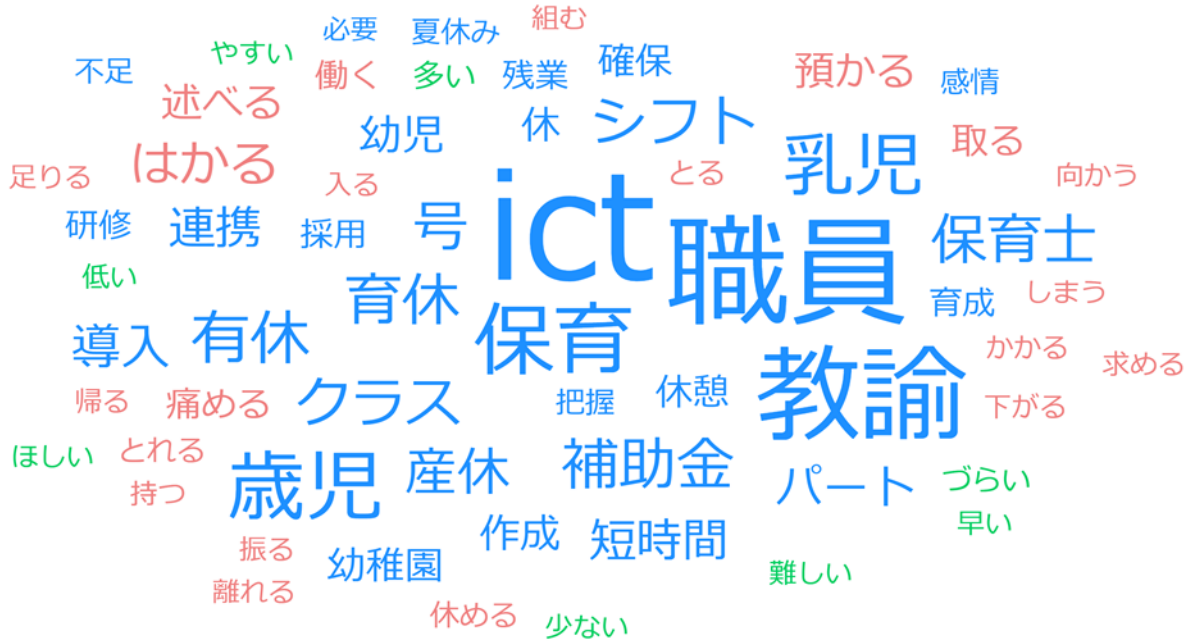 組む
必要
夏休み
やすい
不足
働く
多い
残業
確保
預かる
感情
述べる
幼児
休
シフト
乳児
取る
はかる
足りる
入る
とる
向かう
研修
連携
採用
号
ict
職員
保育士
低い
育休
育成
しまう
導入
有休
保育
教諭
かかる
求める
帰る
痛める
クラス
把握
休憩
下がる
ほしい
とれる
持つ
歳児
産休
補助金
パート
づらい
早い
振る
幼稚園
作成
短時間
離れる
難しい
休める
少ない